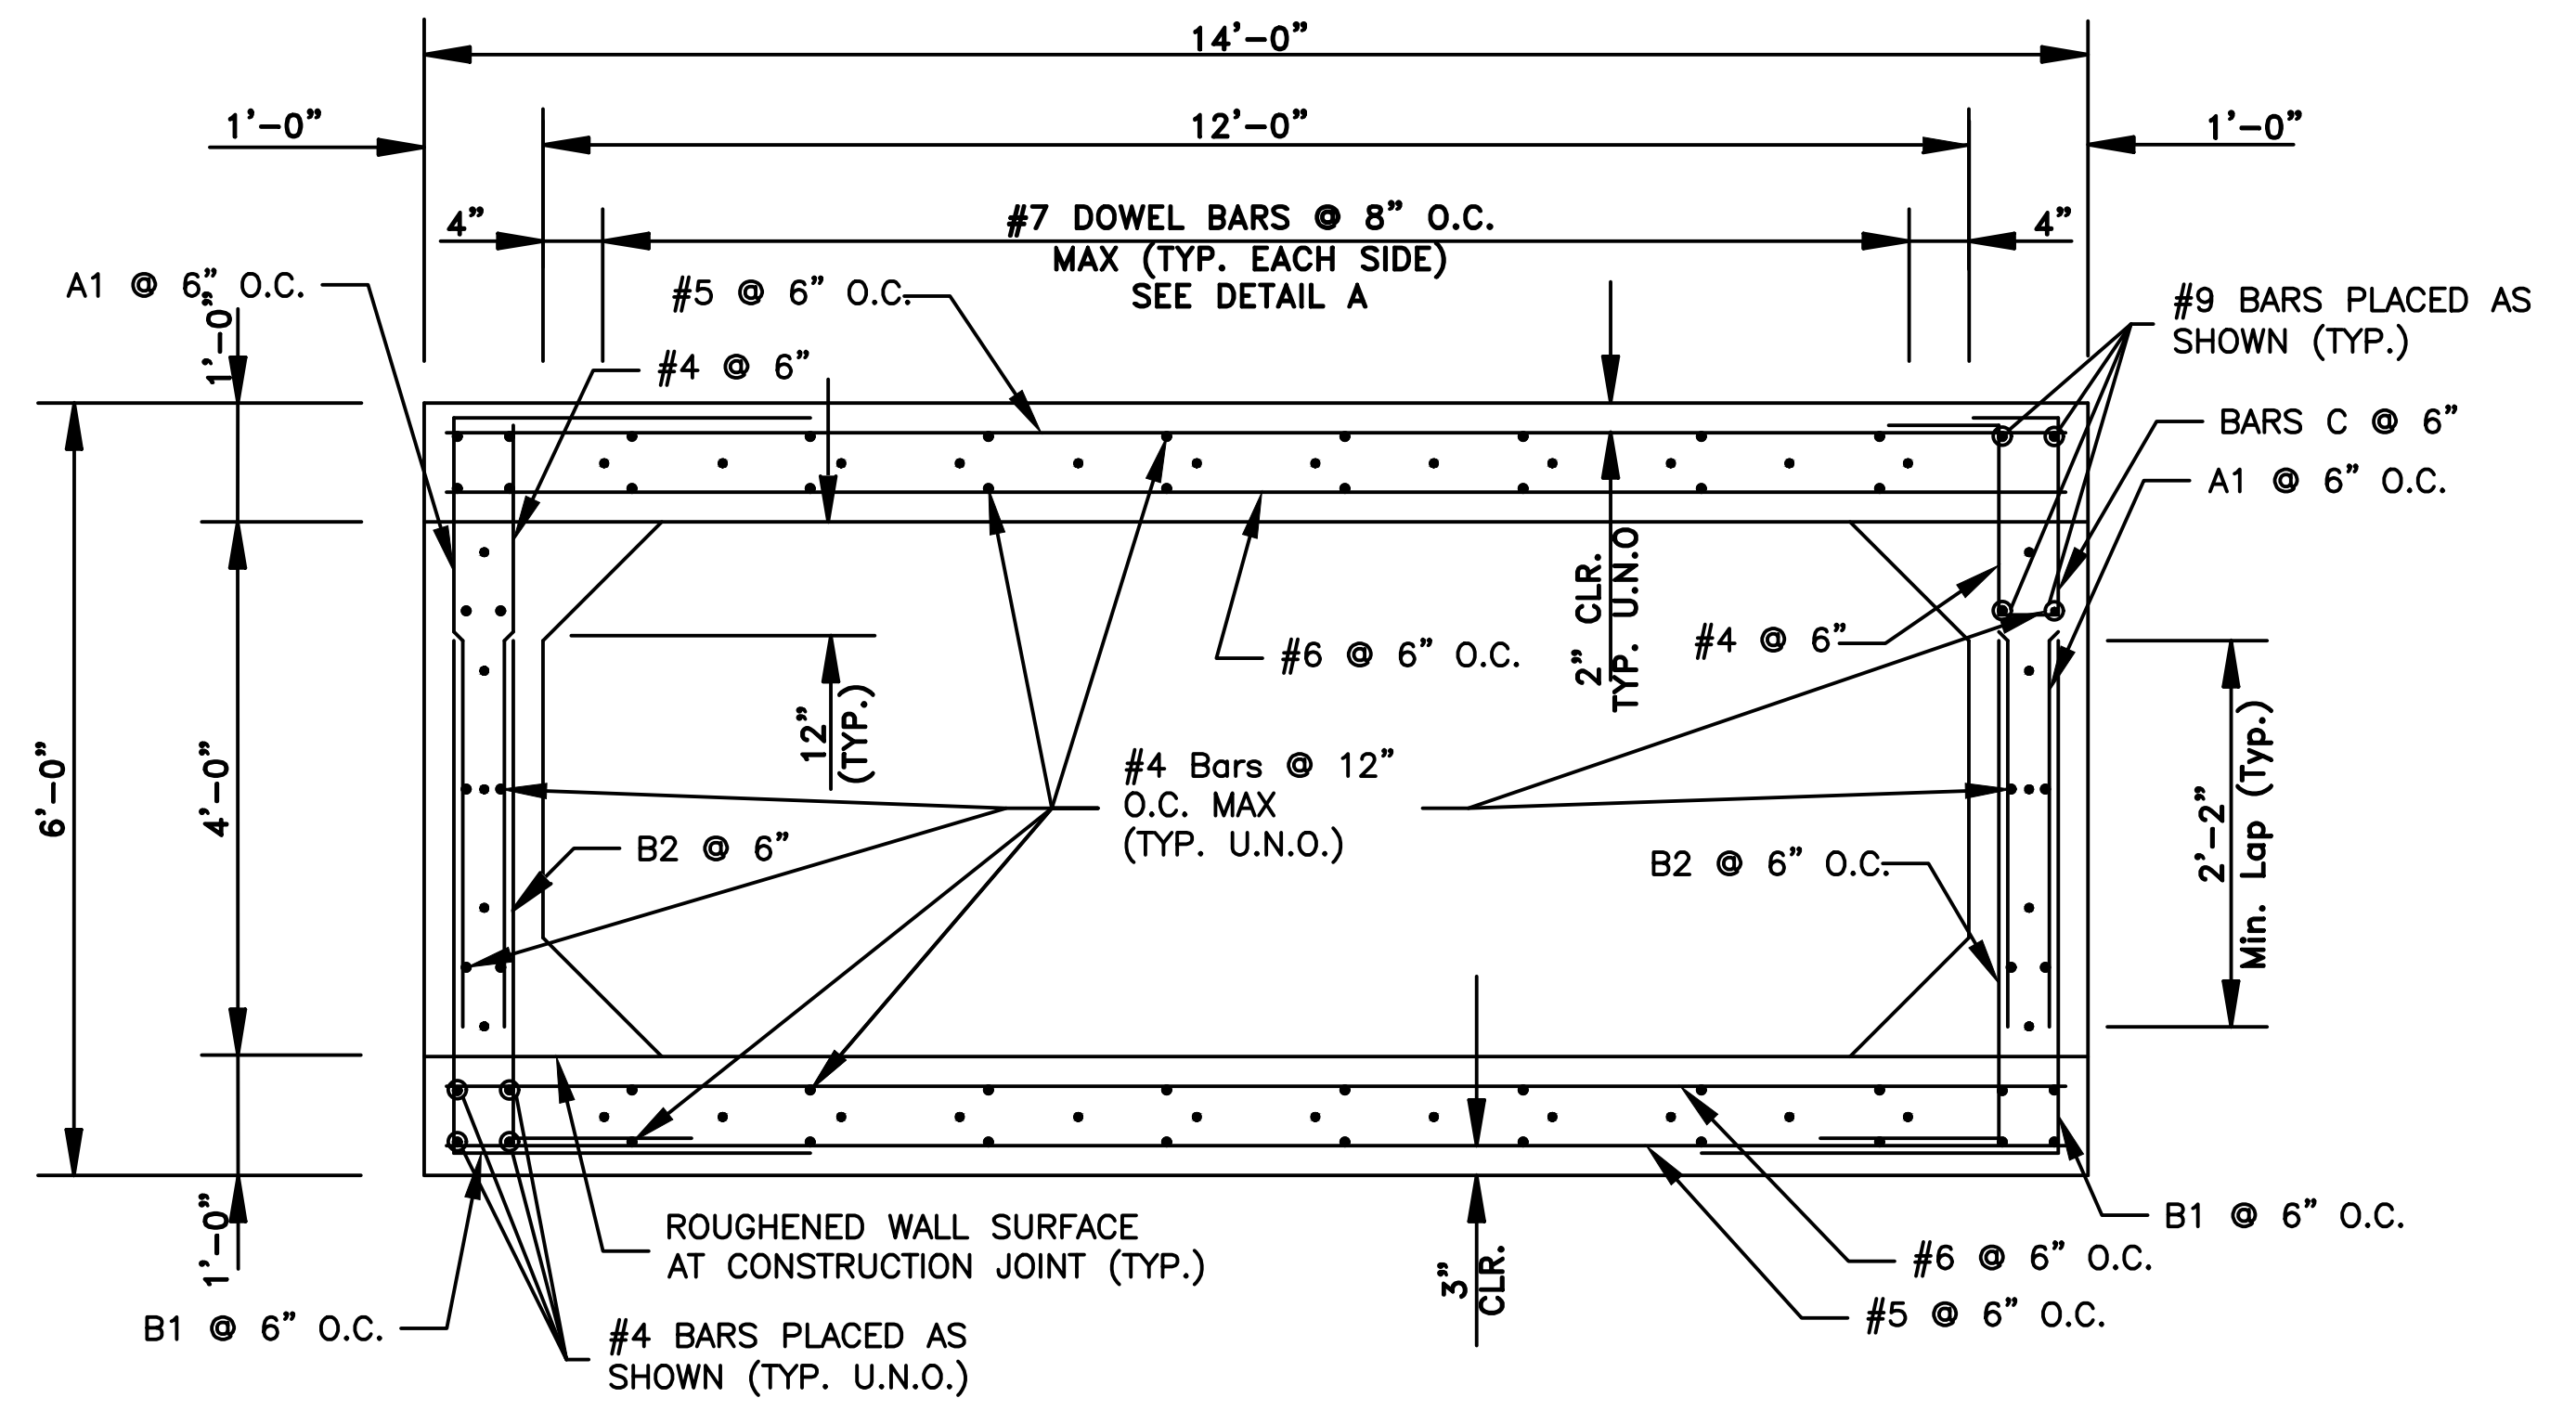 14'-0"
1'-0"
12'-0"
1'-0"
4"
#7 DOWEL BARS @ 8" O.C.
MAX (TYP. EACH SIDE)
SEE DETAIL A
4"
A1 @ 6" O.C.
1'-0"
#5 @ 6" O.C.
#4 @ 6"
#9 BARS PLACED AS
SHOWN (TYP.)
BARS C @ 6"
A1 @ 6" O.C.
2" CLR.
TYP. U.N.O
#4 @ 6"
#6 @ 6" O.C.
12"
(TYP.)
6'-0"
4'-0"
#4 Bars @ 12"
O.C. MAX
(TYP. U.N.O.)
B2 @ 6"
B2 @ 6" O.C.
2'-2"
Min. Lap (Typ.)
1'-0"
ROUGHENED WALL SURFACE
AT CONSTRUCTION JOINT (TYP.)
3"
CLR.
B1 @ 6" O.C.
#6 @ 6" O.C.
#5 @ 6" O.C.
B1 @ 6" O.C.
#4 BARS PLACED AS
SHOWN (TYP. U.N.O.)